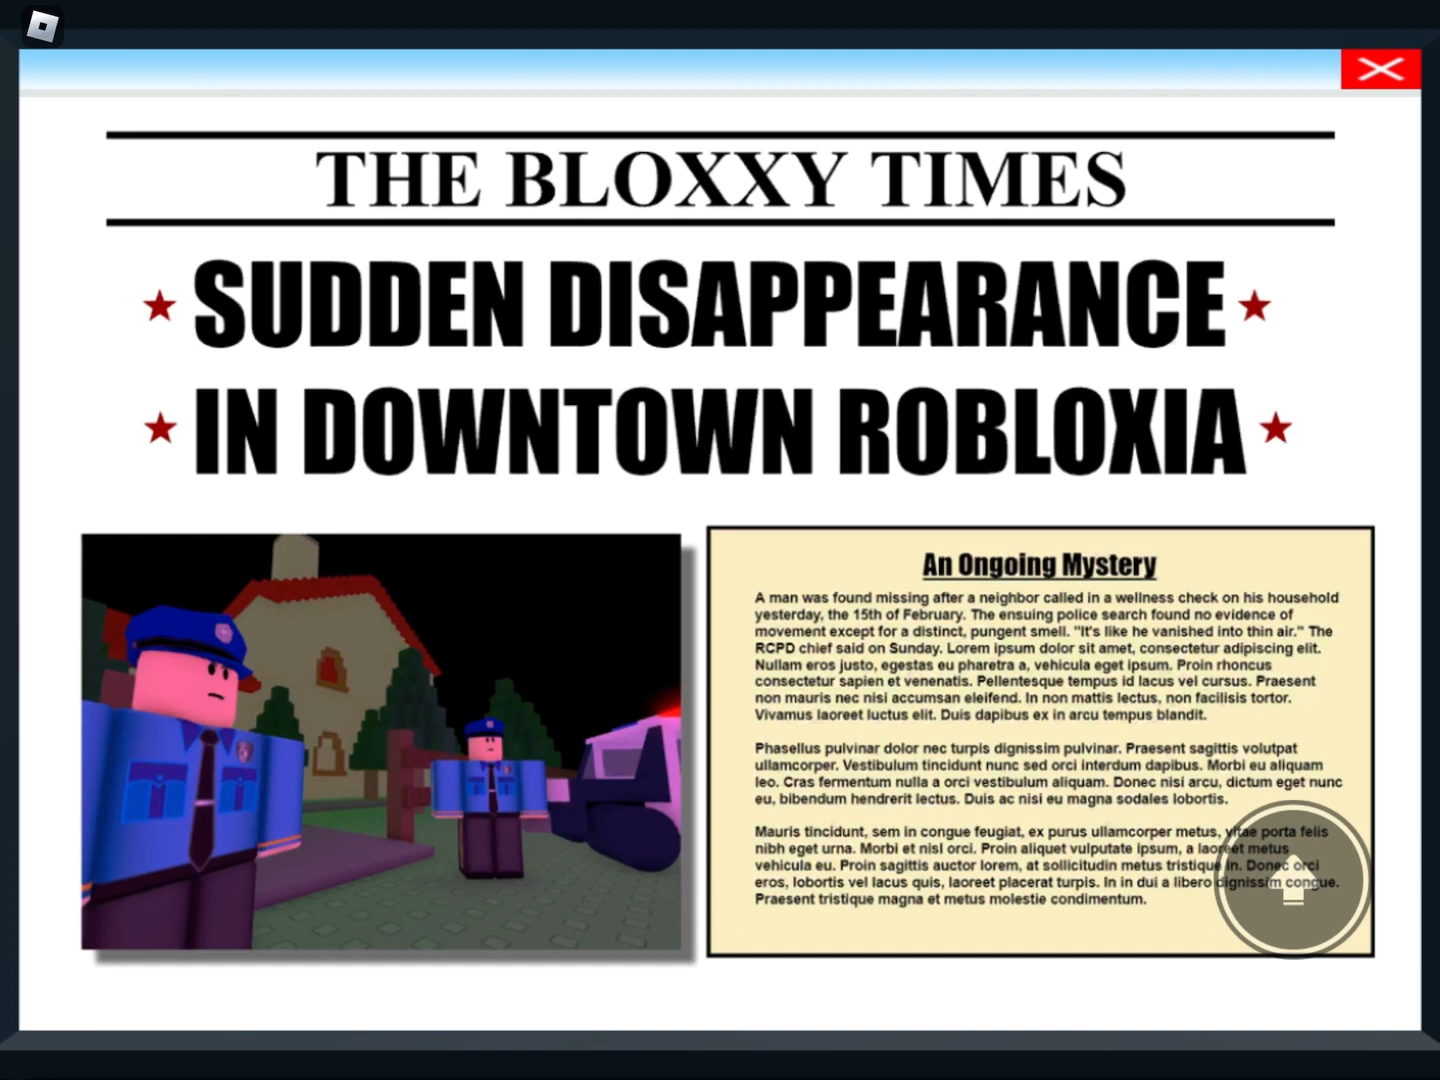 THE BLOXXY TIMES
SUDDEN DISAPPEARANCE
IN DOWNTOWN ROBLOXIA
An Ongoing Mystery
A man was found missing after a neighbor called in a wellness check on his household
yesterday, the 15th of February. The ensuing police search found no evidence of
movement except for a distinct, pungent smell. "It's like he vanished into thin air." The
RCPD chief said on Sunday. Lorem ipsum dolor sit amet, consectetur adipiscing elit.
Nullam eros justo, egestas eu pharetra a, vehicula eget ipsum. Proin rhoncus
consectetur sapien et venenatis. Pellentesque tempus id lacus vel cursus. Praesent
non mauris nec nisi accumsan eleifend. In non mattis lectus, non facilisis tortor.
Vivamus laoreet luctus elit. Duis dapibus ex in arcu tempus blandit.
Phasellus pulvinar dolor nec turpis dignissim pulvinar. Praesent sagittis volutpat
ullamcorper. Vestibulum tincidunt nunc sed orci interdum dapibus. Morbi eu aliquam
leo. Cras fermentum nulla a orci vestibulum aliquam. Donec nisi arcu, dictum eget nunc
eu, bibendum hendrerit lectus. Duis ac nisi eu magna sodales lobortis.
Mauris tincidunt, sem in congue feugiat, ex purus ullamcorper metus, vitae porta felis
nibh eget urna. Morbi et nisl orci. Proin aliquet vulputate ipsum, a laoreet metus
vehicula eu. Proin sagittis auctor lorem, at sollicitudin metus tristique in. Donec orci
eros, lobortis vel lacus quis, laoreet placerat turpis. In in dui a libero dignissim congue.
Praesent tristique magna et metus molestie condimentum.